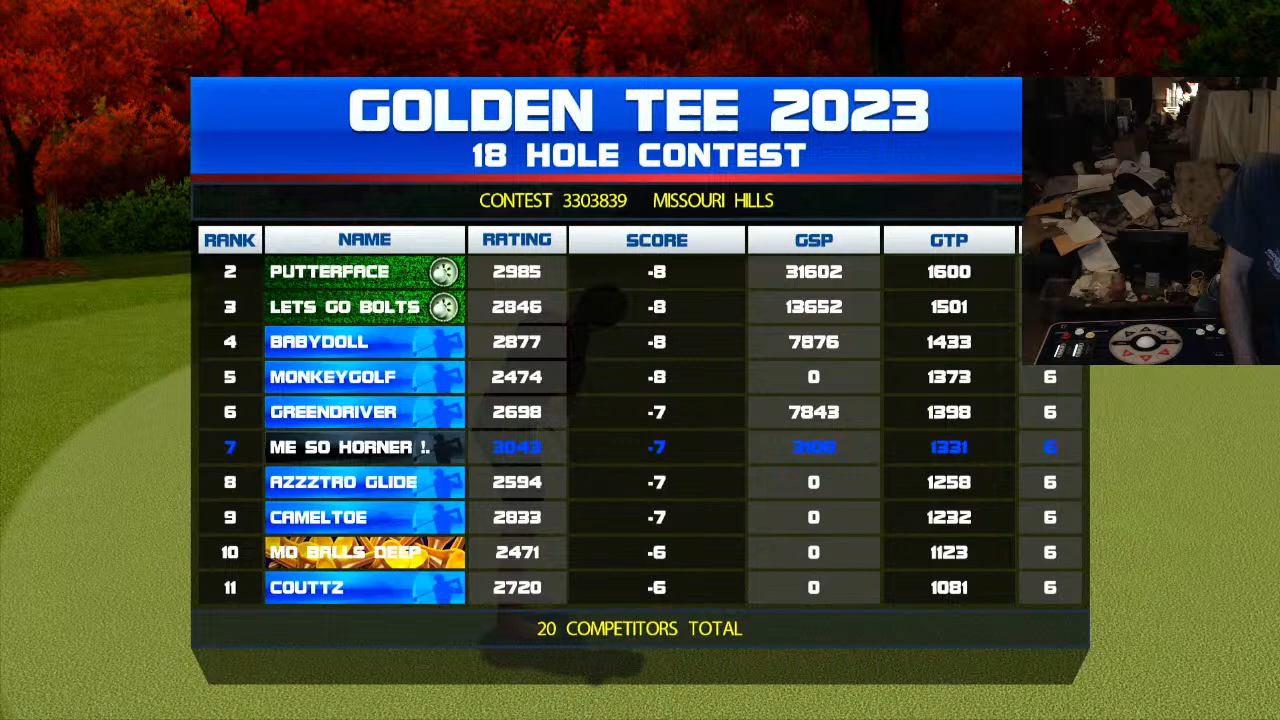 GOLDEN TEE 2023
18 HOLE CONTEST
CONTEST 3303839 MISSOURI HILLS
RANK NAME RATING SCORE GSP GTP
2 PUTTERFACE 2985 -8 31602 1600
3 LETS GO BOLTS 2846 -8 13652 1501
4 BABYDOLL 2877 -8 7876 1433
5 MONKEYGOLF 2474 -8 0 1373 6
6 GREENDRIVER 2698 -7 7843 1398 6
7 ME SO HORNER !. 3043 -7 3108 1331 6
8 AZZZTRO GLIDE 2594 -7 0 1258 6
9 CAMELTOE 2833 -7 0 1232 6
10 MO BALLS DEEP 2471 -6 0 1123 6
11 COUTTZ 2720 -6 0 1081 6
20 COMPETITORS TOTAL